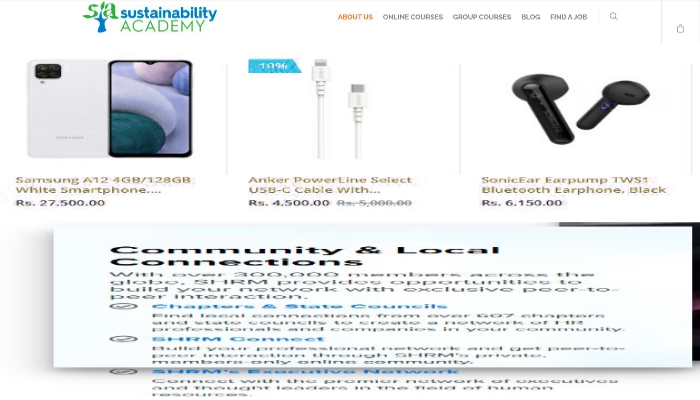 sa sustainability
ACADEMY
ABOUT US ONLINE COURSES GROUP COURSES BLOG FIND A JOB
10%
SAMSUNG
Samsung A12 4GB/128GB
White Smartphone,...
Rs. 27,500.00
Anker PowerLine Select
USB-C Cable With...
Rs. 4,500.00 Rs. 5,000.00
SonicEar Earpump TWS1
Bluetooth Earphone, Black
Rs. 6,150.00
Community & Local
Connections
With over 300,000 members across the
globe, SHRM provides opportunities to
build your network with exclusive peer-to-
peer interaction.
Chapters & State Councils
Find local connections from over 607 chapters
and state councils to create a network of HR
professionals and companies in your community.
SHRM Connect
Build your professional network and get peer-to-
peer interaction through SHRM's private,
members-only online community.
SHRM's Executive Network
Connect with the premier network of executives
and thought leaders in the field of human
resources.